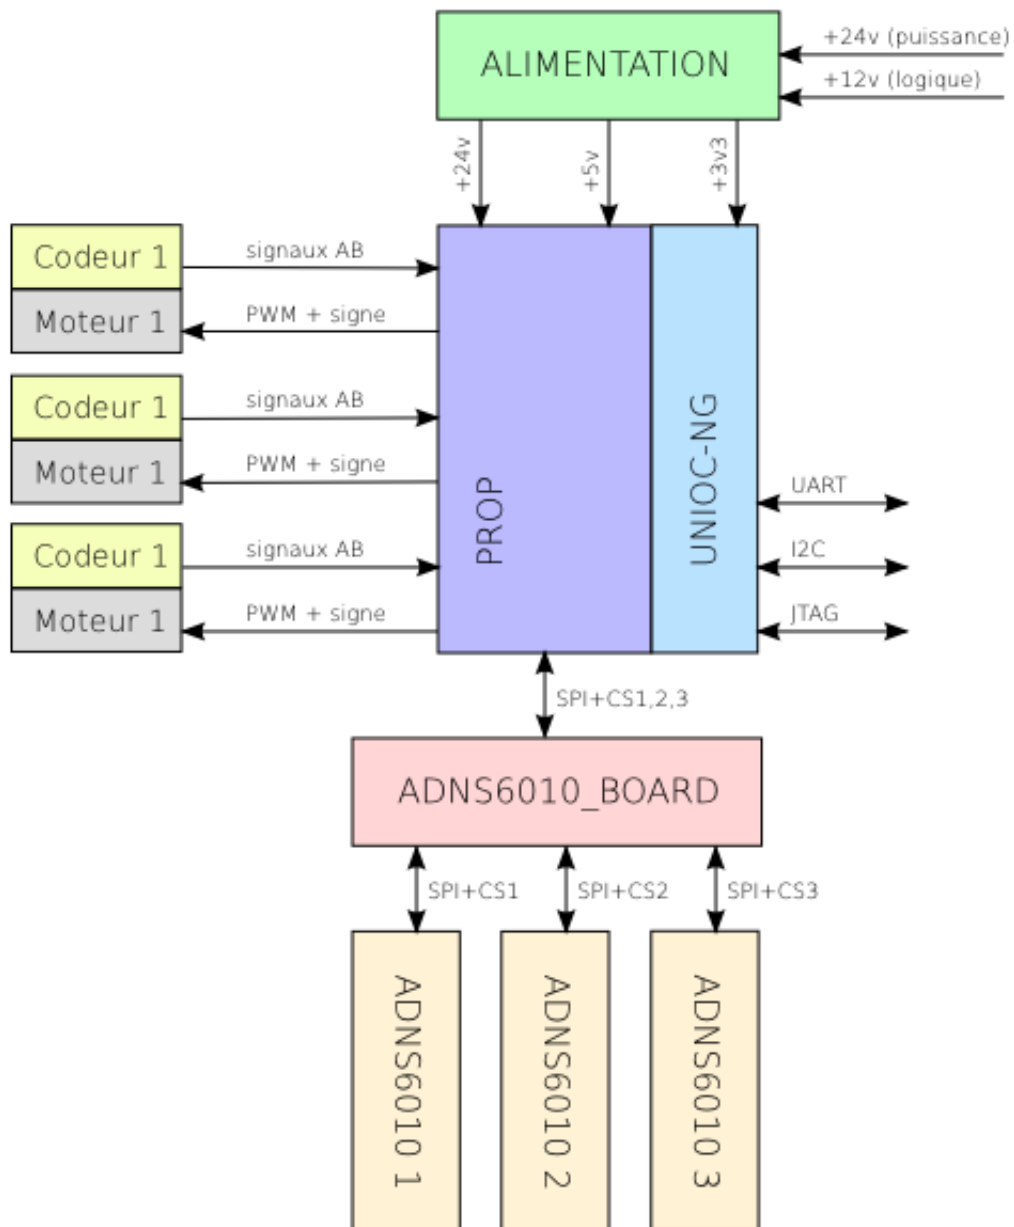 ALIMENTATION
+24v (puissance)
+12v (logique)
+24v
+5v
+3v3
Codeur 1
signaux AB
Moteur 1
PWM + signe
Codeur 1
signaux AB
Moteur 1
PWM + signe
Codeur 1
signaux AB
Moteur 1
PWM + signe
PROP
UNIOC-NG
UART
I2C
JTAG
SPI+CS1,2,3
ADNS6010_BOARD
SPI+CS1
SPI+CS2
SPI+CS3
ADNS6010 1
ADNS6010 2
ADNS6010 3